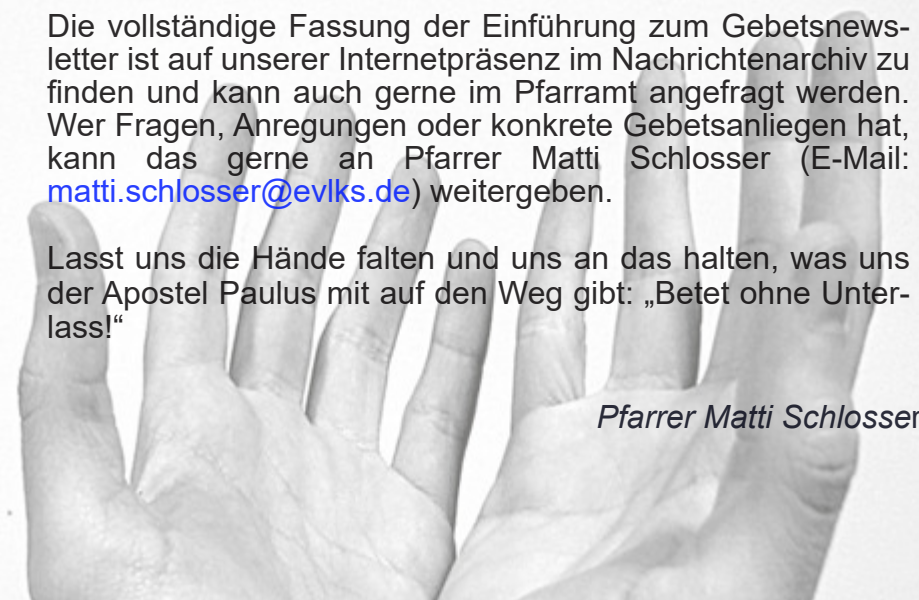 Die vollständige Fassung der Einführung zum Gebetsnews-
letter ist auf unserer Internetpräsenz im Nachrichtenarchiv zu
finden und kann auch gerne im Pfarramt angefragt werden.
Wer Fragen, Anregungen oder konkrete Gebetsanliegen hat,
kann das gerne an Pfarrer Matti Schlosser (E-Mail:
matti.schlosser@evlks.de) weitergeben.
Lasst uns die Hände falten und uns an das halten, was uns
der Apostel Paulus mit auf den Weg gibt: „Betet ohne Unter-
lass!“
Pfarrer Matti Schlosser